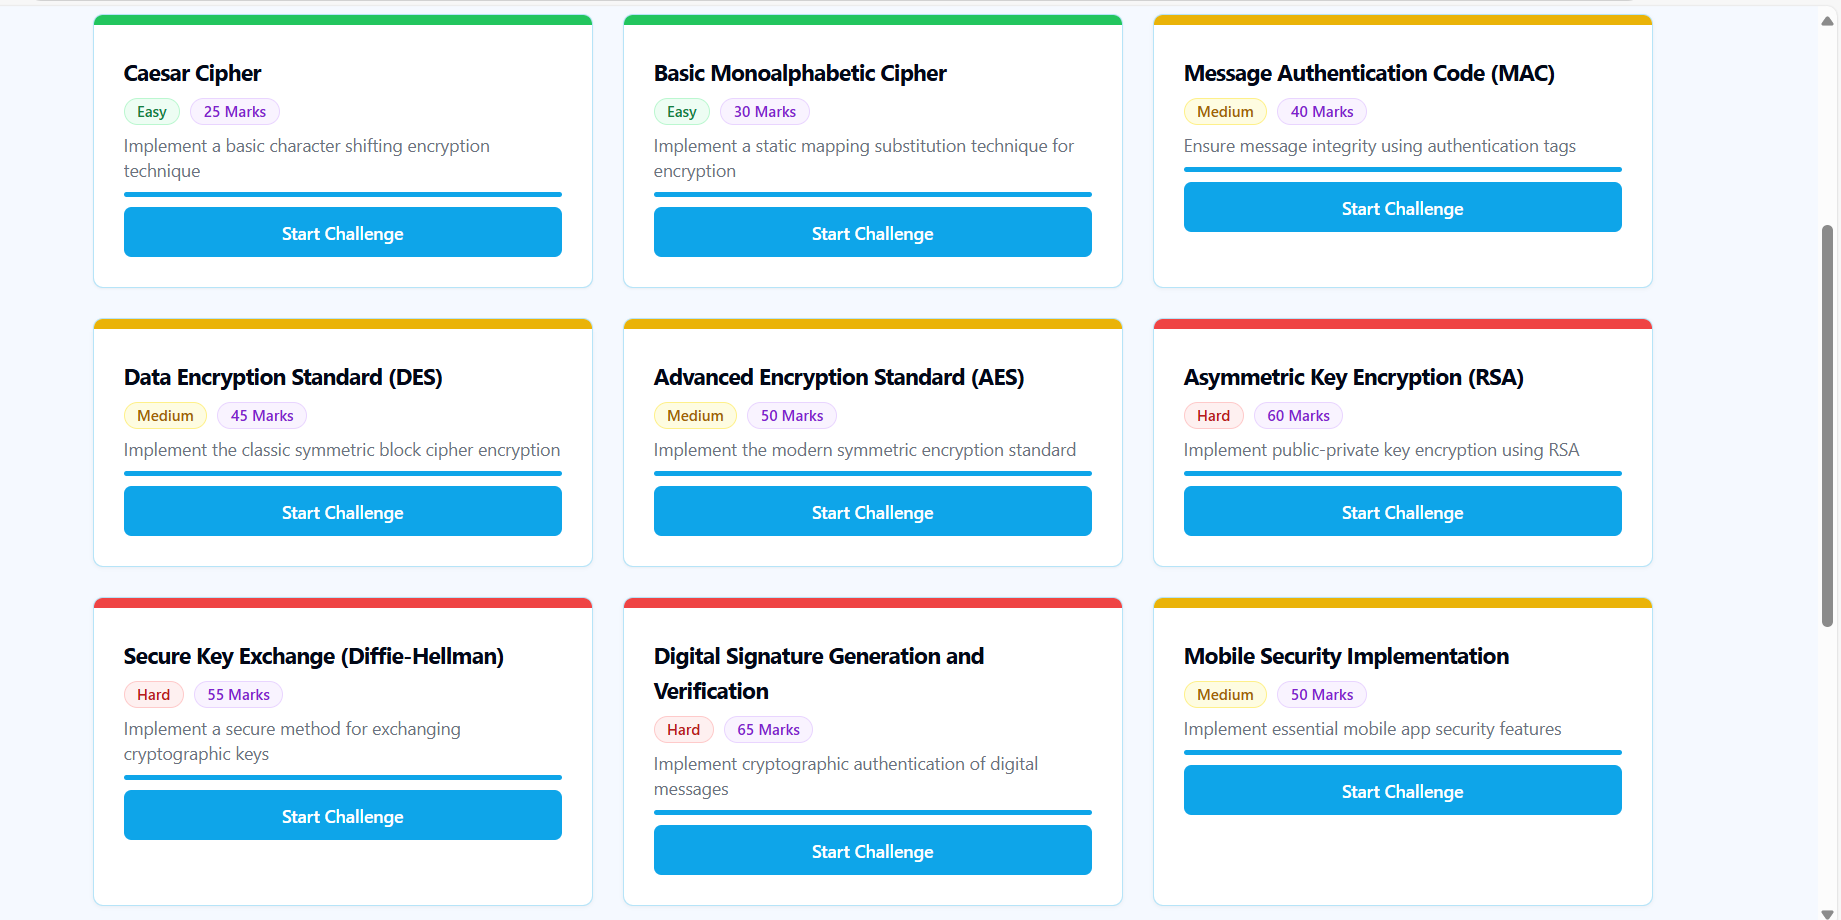 Caesar Cipher
Easy
25 Marks
Implement a basic character shifting encryption
technique
Start Challenge
Basic Monoalphabetic Cipher
Easy
30 Marks
Implement a static mapping substitution technique for
encryption
Start Challenge
Message Authentication Code (MAC)
Medium
40 Marks
Ensure message integrity using authentication tags
Start Challenge
Data Encryption Standard (DES)
Medium
45 Marks
Implement the classic symmetric block cipher encryption
Start Challenge
Advanced Encryption Standard (AES)
Medium
50 Marks
Implement the modern symmetric encryption standard
Start Challenge
Asymmetric Key Encryption (RSA)
Hard
60 Marks
Implement public-private key encryption using RSA
Start Challenge
Secure Key Exchange (Diffie-Hellman)
Hard
55 Marks
Implement a secure method for exchanging
cryptographic keys
Start Challenge
Digital Signature Generation and
Verification
Hard
65 Marks
Implement cryptographic authentication of digital
messages
Start Challenge
Mobile Security Implementation
Medium
50 Marks
Implement essential mobile app security features
Start Challenge